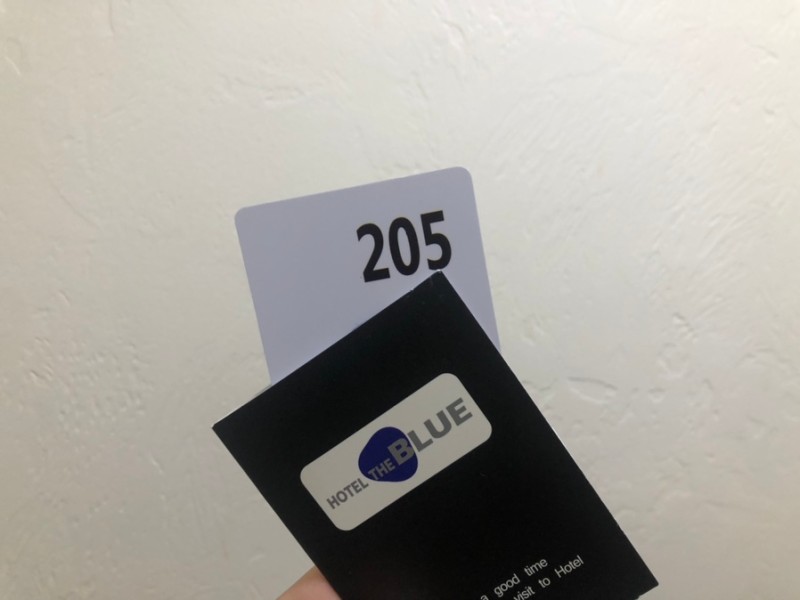 205
HOTEL THE BLUE
a good time
visit to Hotel